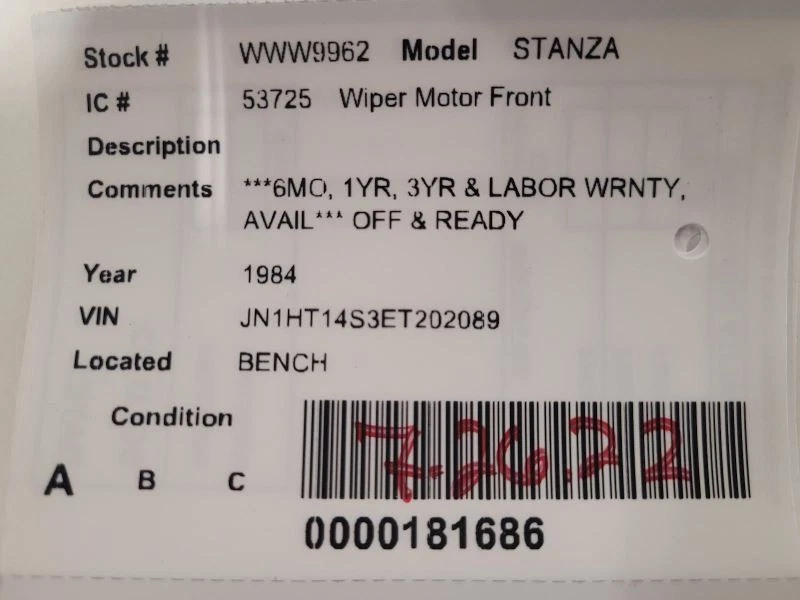 Stock # WWW9962 Model STANZA
IC # 53725 Wiper Motor Front
Description
Comments ***6MO, 1YR, 3YR & LABOR WRNTY,
AVAIL*** OFF & READY
Year 1984
VIN JN1HT14S3ET202089
Located BENCH
Condition
7-26.22
A B C
0000181686